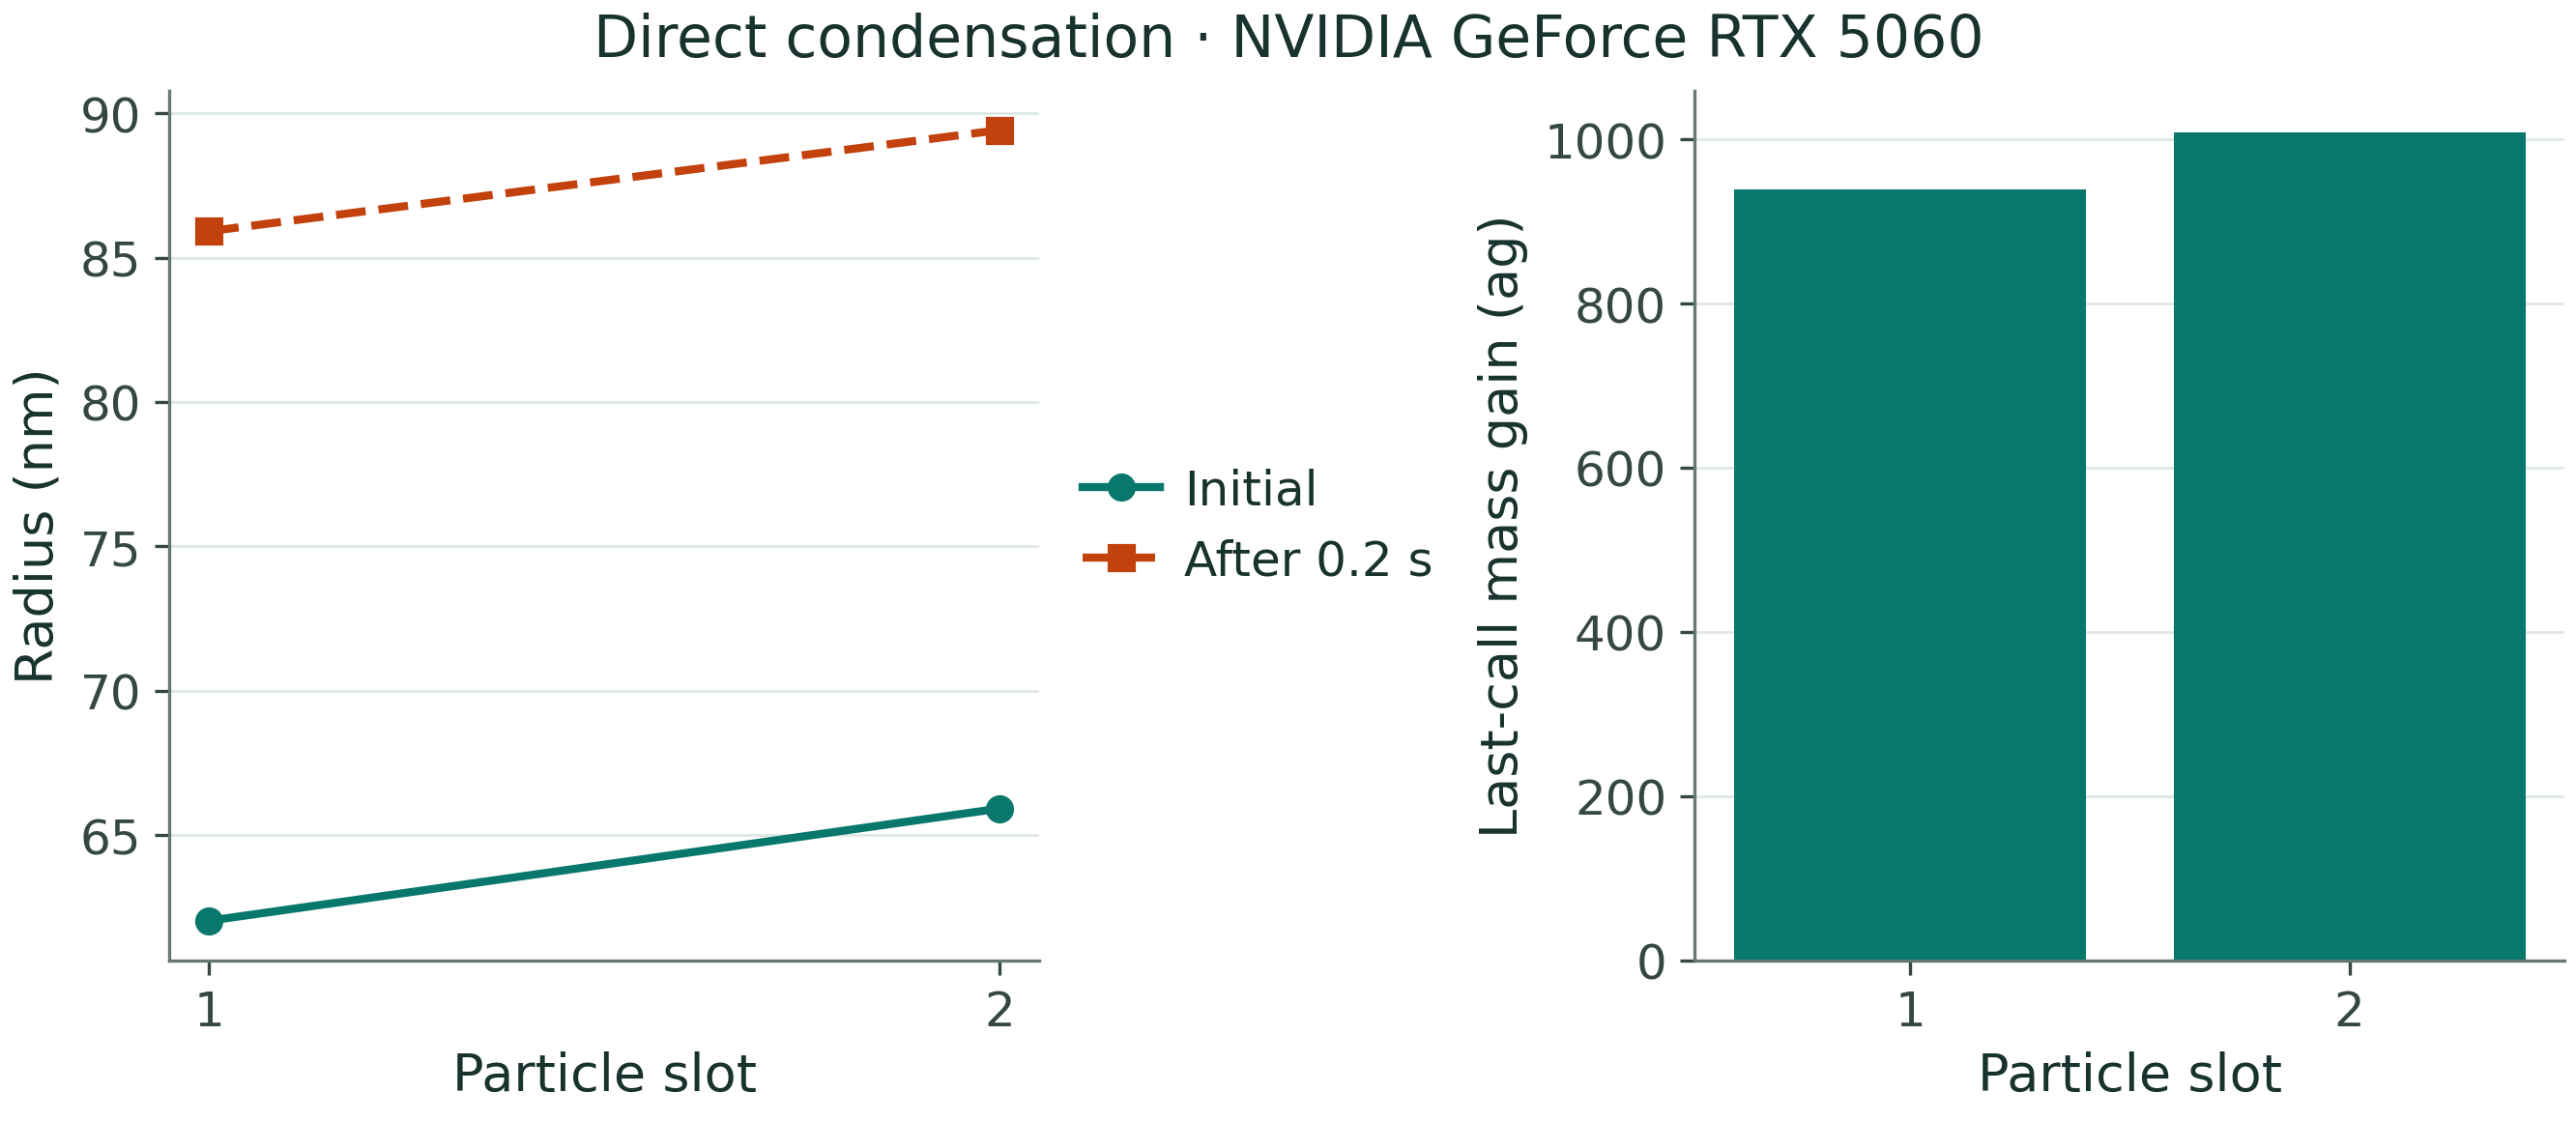 Direct condensation · NVIDIA GeForce RTX 5060
Radius (nm)
90
85
80
75
70
65
1
2
Particle slot
Initial
After 0.2 s
Last-call mass gain (ag)
1000
800
600
400
200
0
1
2
Particle slot